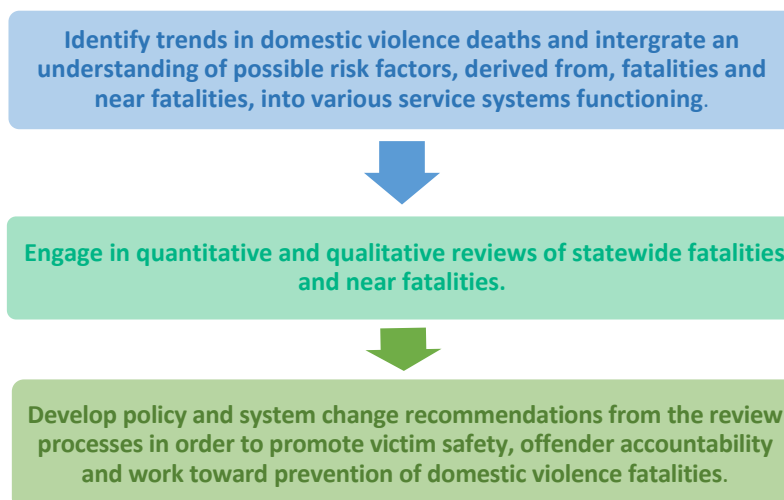 Identify trends in domestic violence deaths and intergrate an
understanding of possible risk factors, derived from, fatalities and
near fatalities, into various service systems functioning.
Engage in quantitative and qualitative reviews of statewide fatalities
and near fatalities.
Develop policy and system change recommendations from the review
processes in order to promote victim safety, offender accountability
and work toward prevention of domestic violence fatalities.